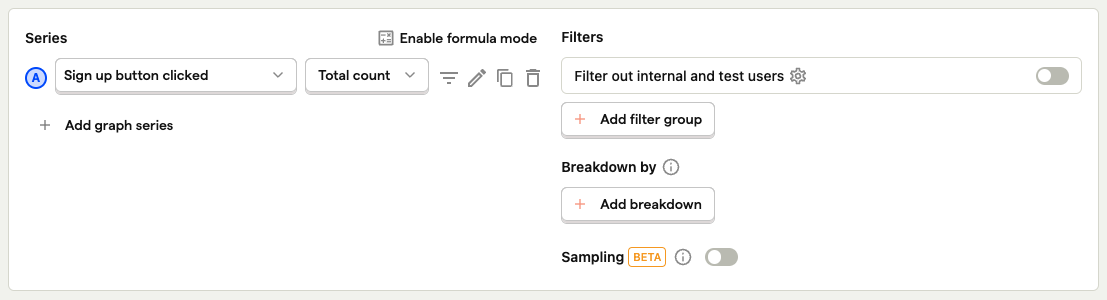 Series
Enable formula mode
A
Sign up button clicked
Total count
Add graph series
Filters
Filter out internal and test users
Add filter group
Breakdown by
Add breakdown
Sampling BETA